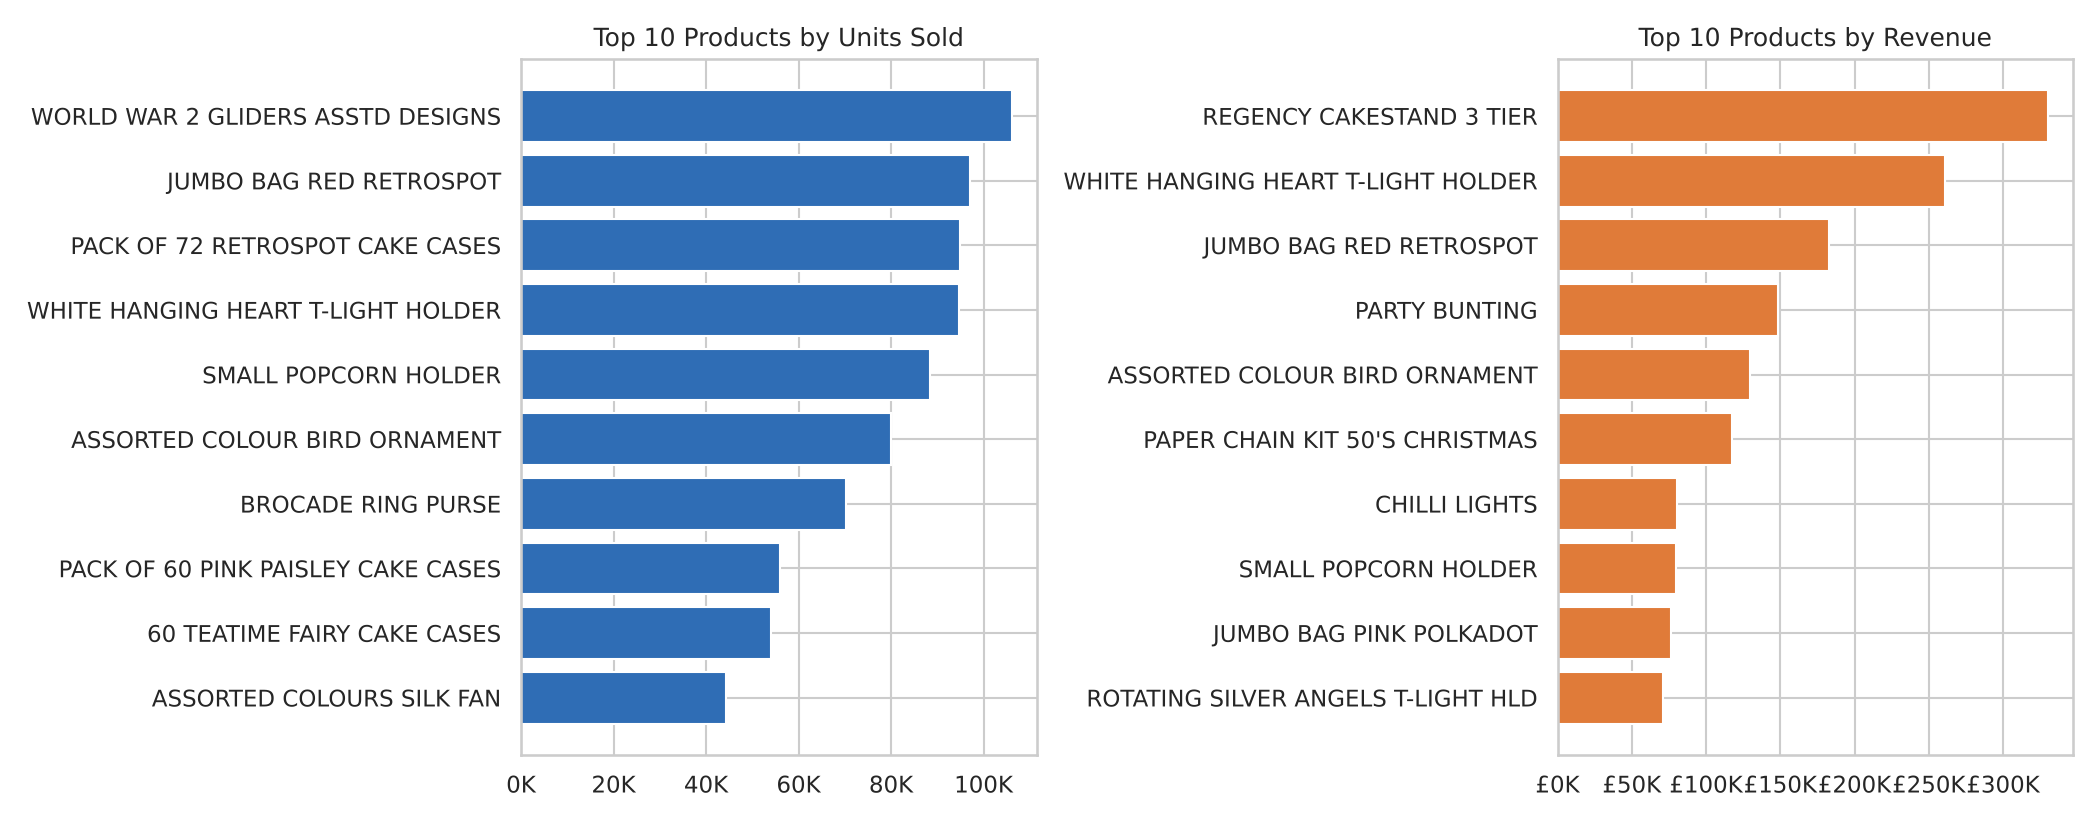 Top 10 Products by Units Sold
WORLD WAR 2 GLIDERS ASSTD DESIGNS
JUMBO BAG RED RETROSPOT
PACK OF 72 RETROSPOT CAKE CASES
WHITE HANGING HEART T-LIGHT HOLDER
SMALL POPCORN HOLDER
ASSORTED COLOUR BIRD ORNAMENT
BROCADE RING PURSE
PACK OF 60 PINK PAISLEY CAKE CASES
60 TEATIME FAIRY CAKE CASES
ASSORTED COLOURS SILK FAN
0K 20K 40K 60K 80K 100K
Top 10 Products by Revenue
REGENCY CAKESTAND 3 TIER
WHITE HANGING HEART T-LIGHT HOLDER
JUMBO BAG RED RETROSPOT
PARTY BUNTING
ASSORTED COLOUR BIRD ORNAMENT
PAPER CHAIN KIT 50'S CHRISTMAS
CHILLI LIGHTS
SMALL POPCORN HOLDER
JUMBO BAG PINK POLKADOT
ROTATING SILVER ANGELS T-LIGHT HLD
£0K £50K £100K £150K £200K £250K £300K